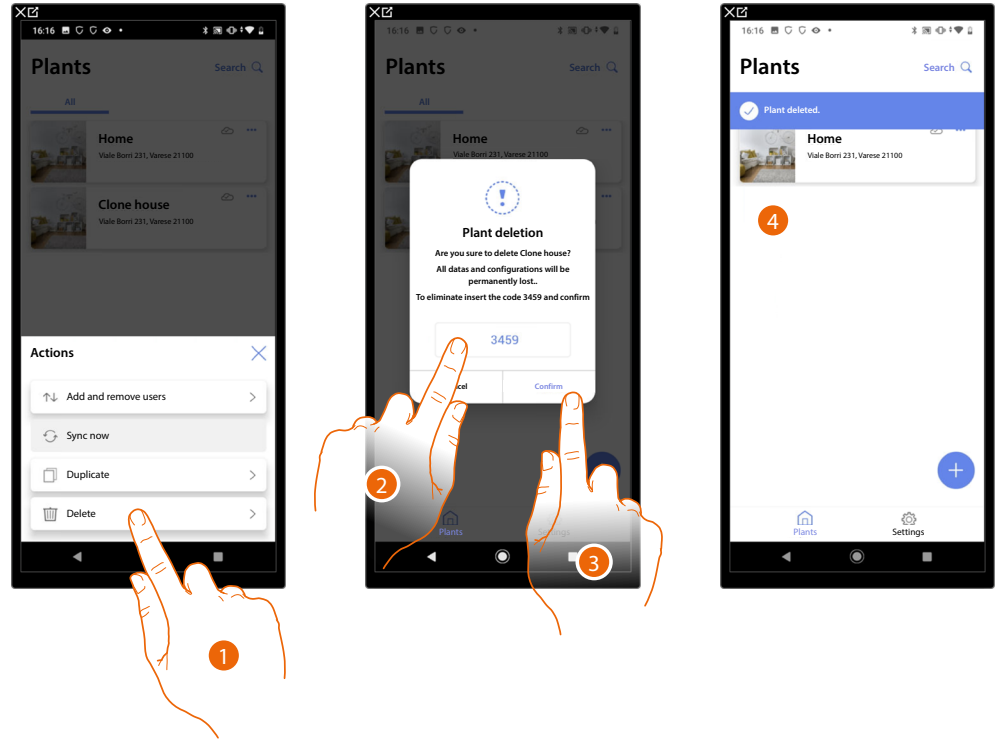 16:16
Plants
Search
All
Home
Viale Borri 231, Varese 21100
Clone house
Viale Borri 231, Varese 21100
Actions
Add and remove users
Sync now
Duplicate
Delete
1
16:16
Plants
Search
All
Home
Viale Borri 231, Varese 21100
Plant deletion
Are you sure to delete Clone house?
All datas and configurations will be
permanently lost..
To eliminate insert the code 3459 and confirm
3459
Confirm
2
Plants
3
16:16
Plants
Search
Plant deleted.
Home
Viale Borri 231, Varese 21100
4
Plants
Settings